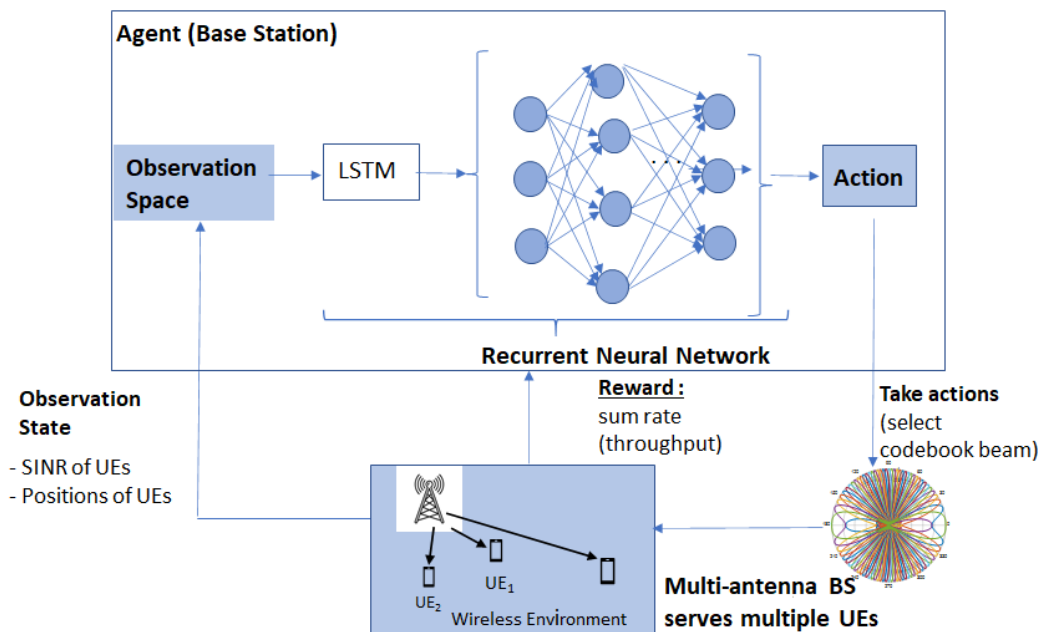 Agent (Base Station)
Observation
Space
LSTM
. . .
Action
Recurrent Neural Network
Observation
State
- SINR of UEs
- Positions of UEs
Reward :
sum rate
(throughput)
Take actions
(select
codebook beam)
UE1
UE2
Wireless Environment
Multi-antenna BS
serves multiple UEs